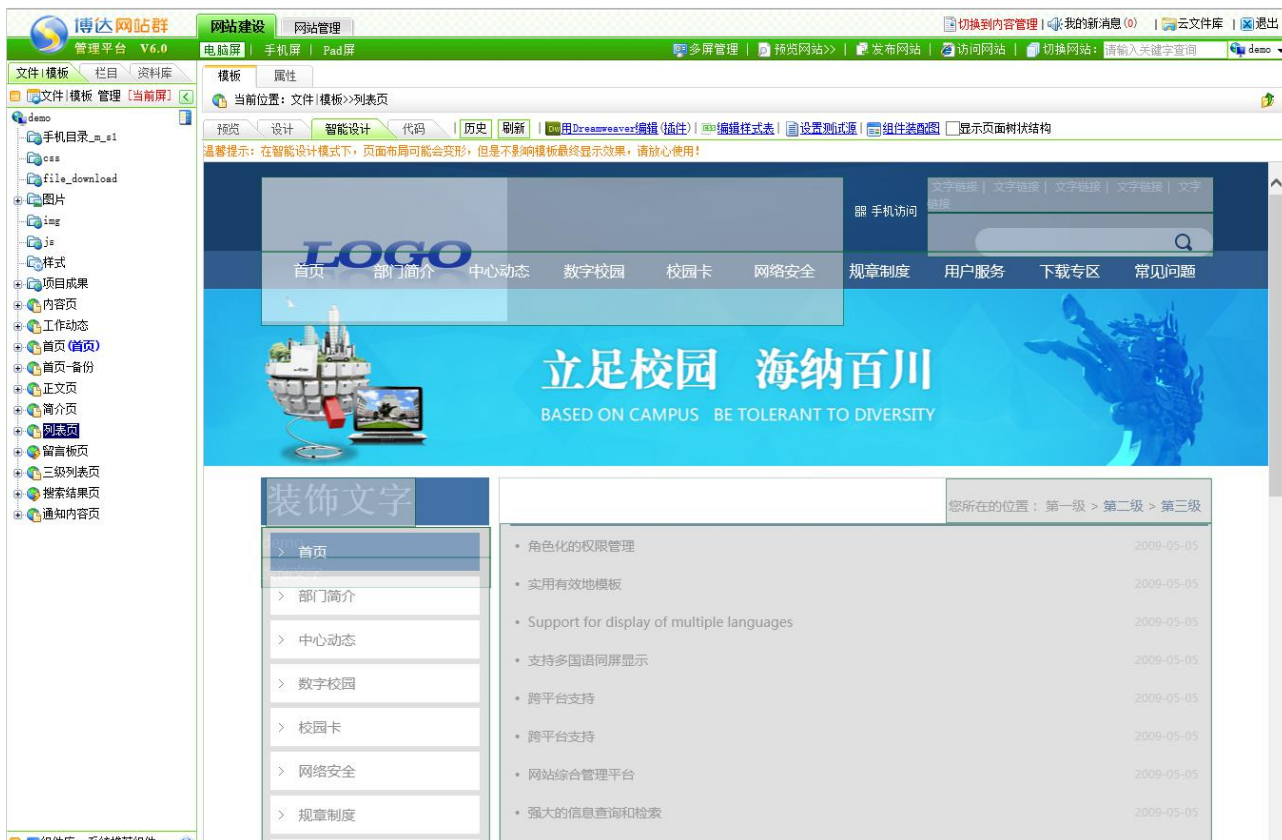 博达网站群
管理平台 V6.0
网站建设 网站管理
切换到内容管理 | 我的新消息(0) | 云文件库 | 退出
电脑屏 | 手机屏 | Pad屏
多屏管理 | 预览网站>> | 发布网站 | 访问网站 | 切换网站: 请输入关键字查询 demo
文件|模板 栏目 资料库
模板 属性
文件|模板 管理 [当前屏]
当前位置: 文件|模板>>列表页
预览 设计 智能设计 代码 | 历史 刷新 | 用Dreamweaver编辑(插件) | 编辑样式表 | 设置测试源 | 组件装配图 显示页面树状结构
温馨提示: 在智能设计模式下，页面布局可能会变形，但是不影响模板最终显示效果，请放心使用!
demo
手机目录_m_s1
css
file_download
图片
img
js
样式
项目成果
内容页
工作动态
首页(首页)
首页-备份
正文页
简介页
列表页
留言板页
三级列表页
搜索结果页
通知内容页
LOGO
手机访问
文字链接 | 文字链接 | 文字链接 | 文字链接 | 文字
链接
首页 部门简介 中心动态 数字校园 校园卡 网络安全 规章制度 用户服务 下载专区 常见问题
立足校园 海纳百川
BASED ON CAMPUS BE TOLERANT TO DIVERSITY
装饰文字
您所在的位置： 第一级 > 第二级 > 第三级
demo
首页
装饰文字
部门简介
中心动态
数字校园
校园卡
网络安全
规章制度
• 角色化的权限管理 2009-05-05
• 实用有效地模板 2009-05-05
• Support for display of multiple languages 2009-05-05
• 支持多国语同屏显示 2009-05-05
• 跨平台支持 2009-05-05
• 跨平台支持 2009-05-05
• 网站综合管理平台 2009-05-05
• 强大的信息查询和检索 2009-05-05